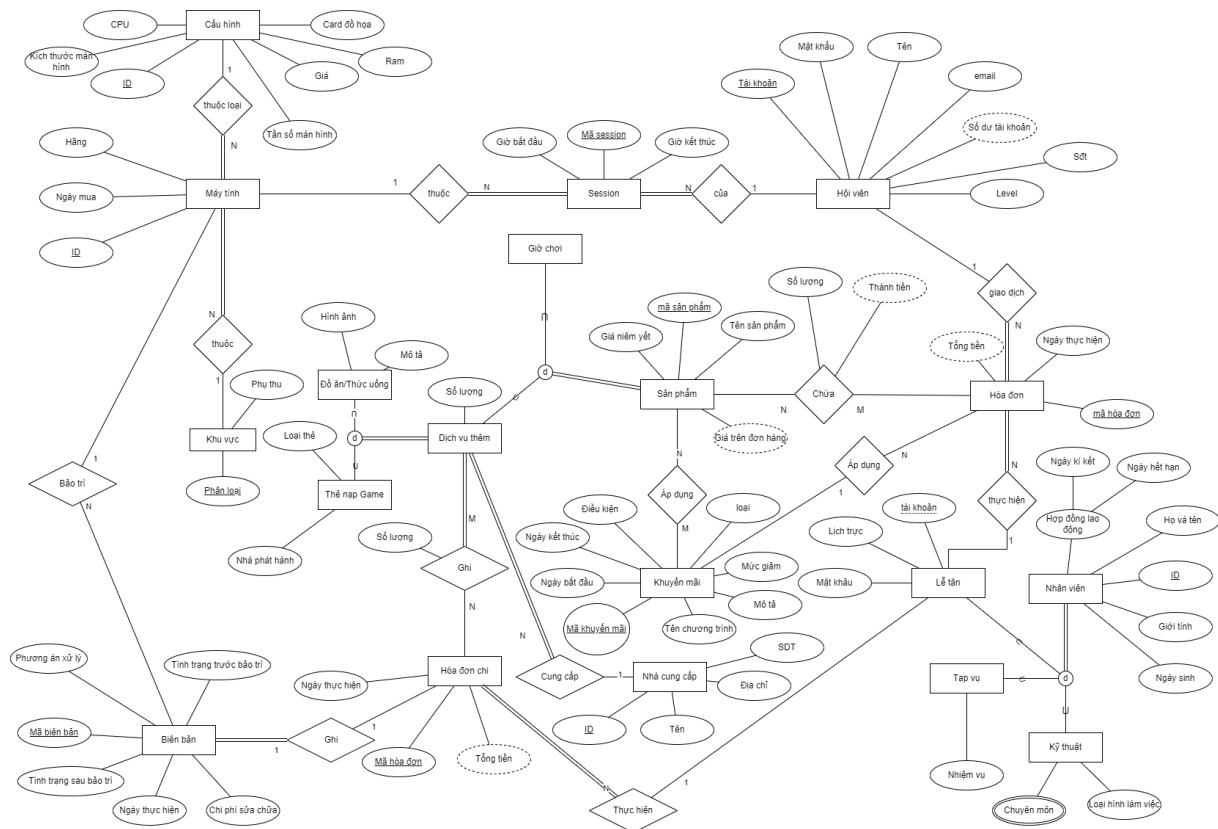 CPU
Cấu hình
Card đồ họa
Kích thước màn
hình
Ram
ID
Giá
1
thuộc loại
Tần số màn hình
N
Hãng
Ngày mua
Máy tính
ID
1
thuộc
N
Giờ bắt đầu
Mã session
Giờ kết thúc
Session
N
của
1
Mật khẩu
Tên
Tài khoản
email
Số dư tài khoản
Sđt
Hội viên
Level
1
giao dịch
N
Giờ chơi
Số lượng
Thành tiền
mã sản phẩm
Giá niêm yết
Tên sản phẩm
Tổng tiền
Ngày thực hiện
Hình ảnh
Mô tả
N
thuộc
1
Phụ thu
Đồ ăn/Thức uống
Số lượng
d
Sản phẩm
N
Chứa
M
Hòa đơn
mã hòa đơn
Giá trên đơn hàng
Khu vực
Loại thẻ
d
Dịch vụ thêm
Phân loại
Thẻ nạp Game
Nhà phát hành
1
Bảo trì
N
N
Áp dụng
M
N
Áp dụng
1
N
thực hiện
1
Ngày kí kết
Ngày hết hạn
Hợp đồng lao
động
Họ và tên
ID
Giới tính
Ngày sinh
Nhân viên
tài khoản
Lịch trực
Mật khẩu
Lễ tân
Điều kiện
loại
Ngày kết thúc
Ngày bắt đầu
Khuyến mãi
Mức giảm
Mô tả
Mã khuyến mãi
Tên chương trình
M
Số lượng
Ghi
N
N
Cung cấp
1
Nhà cung cấp
SDT
Địa chỉ
ID
Tên
Tạp vụ
d
Nhiệm vụ
Kỹ thuật
Chuyên môn
Loại hình làm việc
Phương án xử lý
Tình trạng trước bảo trì
Mã biên bản
Biên bản
Tình trạng sau bảo trì
Ngày thực hiện
Chi phí sửa chữa
1
Ghi
1
Ngày thực hiện
Hóa đơn chi
Mã hóa đơn
Tổng tiền
N
Thực hiện
1